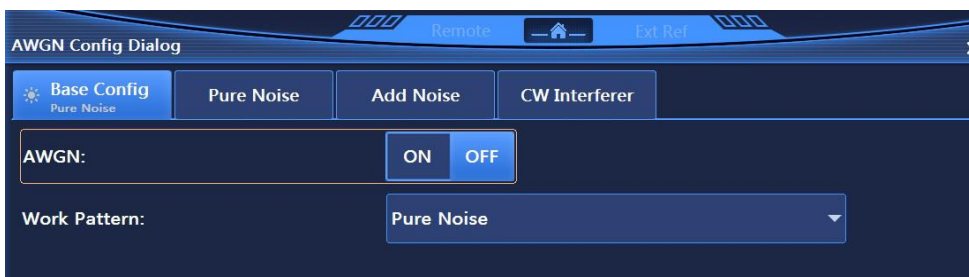 Remote
Ext Ref
AWGN Config Dialog
Base Config
Pure Noise
Pure Noise
Add Noise
CW Interferer
AWGN:
ON
OFF
Work Pattern:
Pure Noise